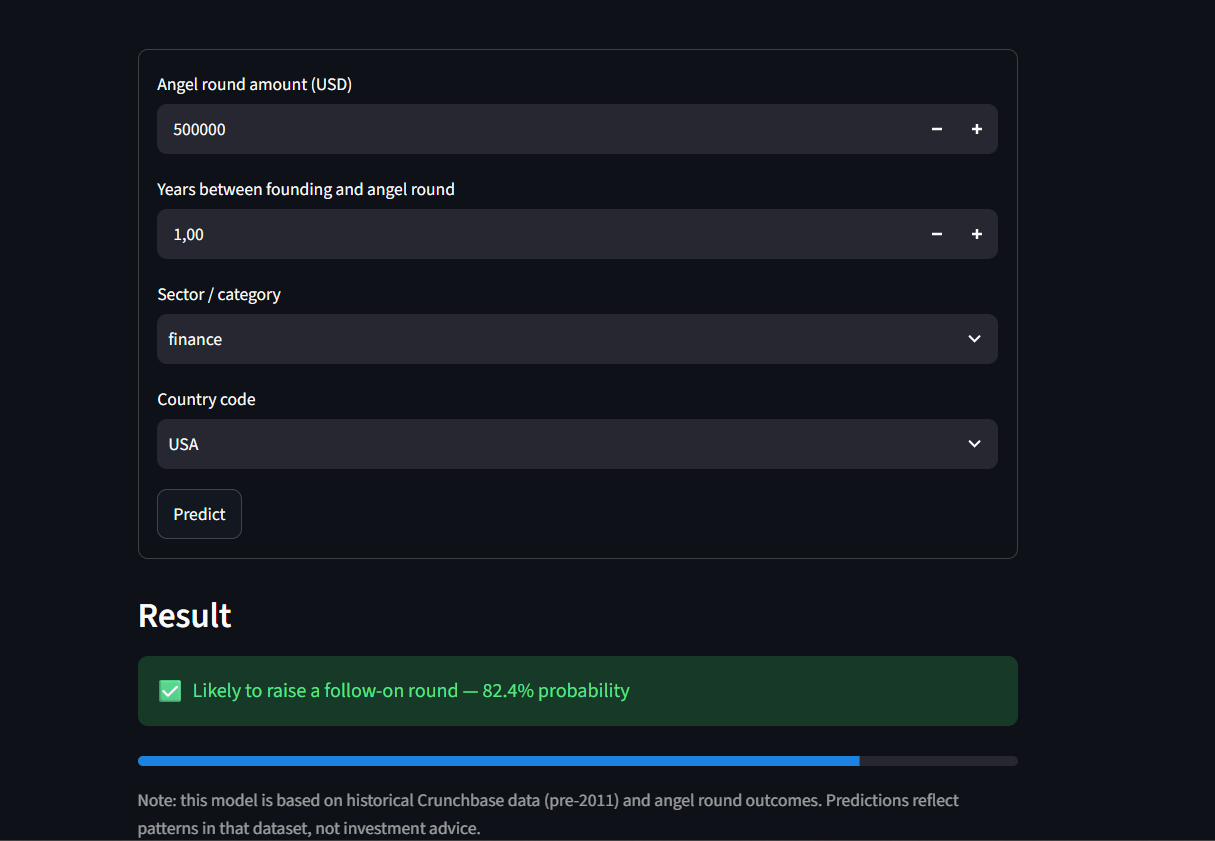 Angel round amount (USD)
500000
Years between founding and angel round
1,00
Sector / category
finance
Country code
USA
Predict
Result
Likely to raise a follow-on round — 82.4% probability
Note: this model is based on historical Crunchbase data (pre-2011) and angel round outcomes. Predictions reflect
patterns in that dataset, not investment advice.